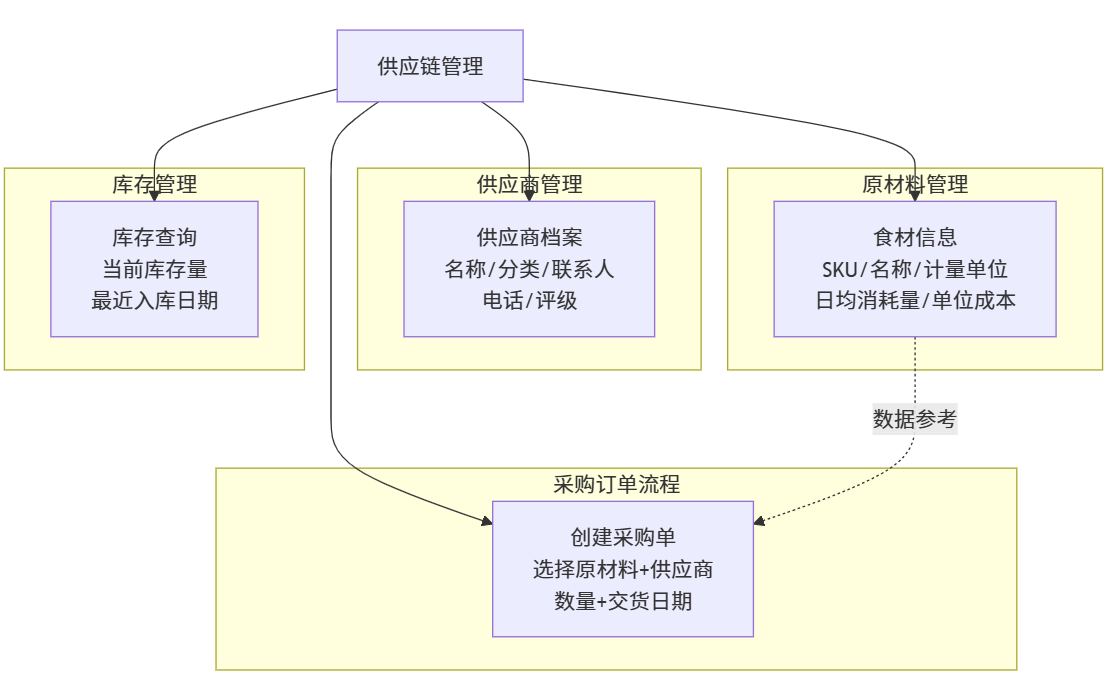 供应链管理
库存管理
库存查询
当前库存量
最近入库日期
供应商管理
供应商档案
名称/分类/联系人
电话/评级
原材料管理
食材信息
SKU/名称/计量单位
日均消耗量/单位成本
数据参考
采购订单流程
创建采购单
选择原材料+供应商
数量+交货日期